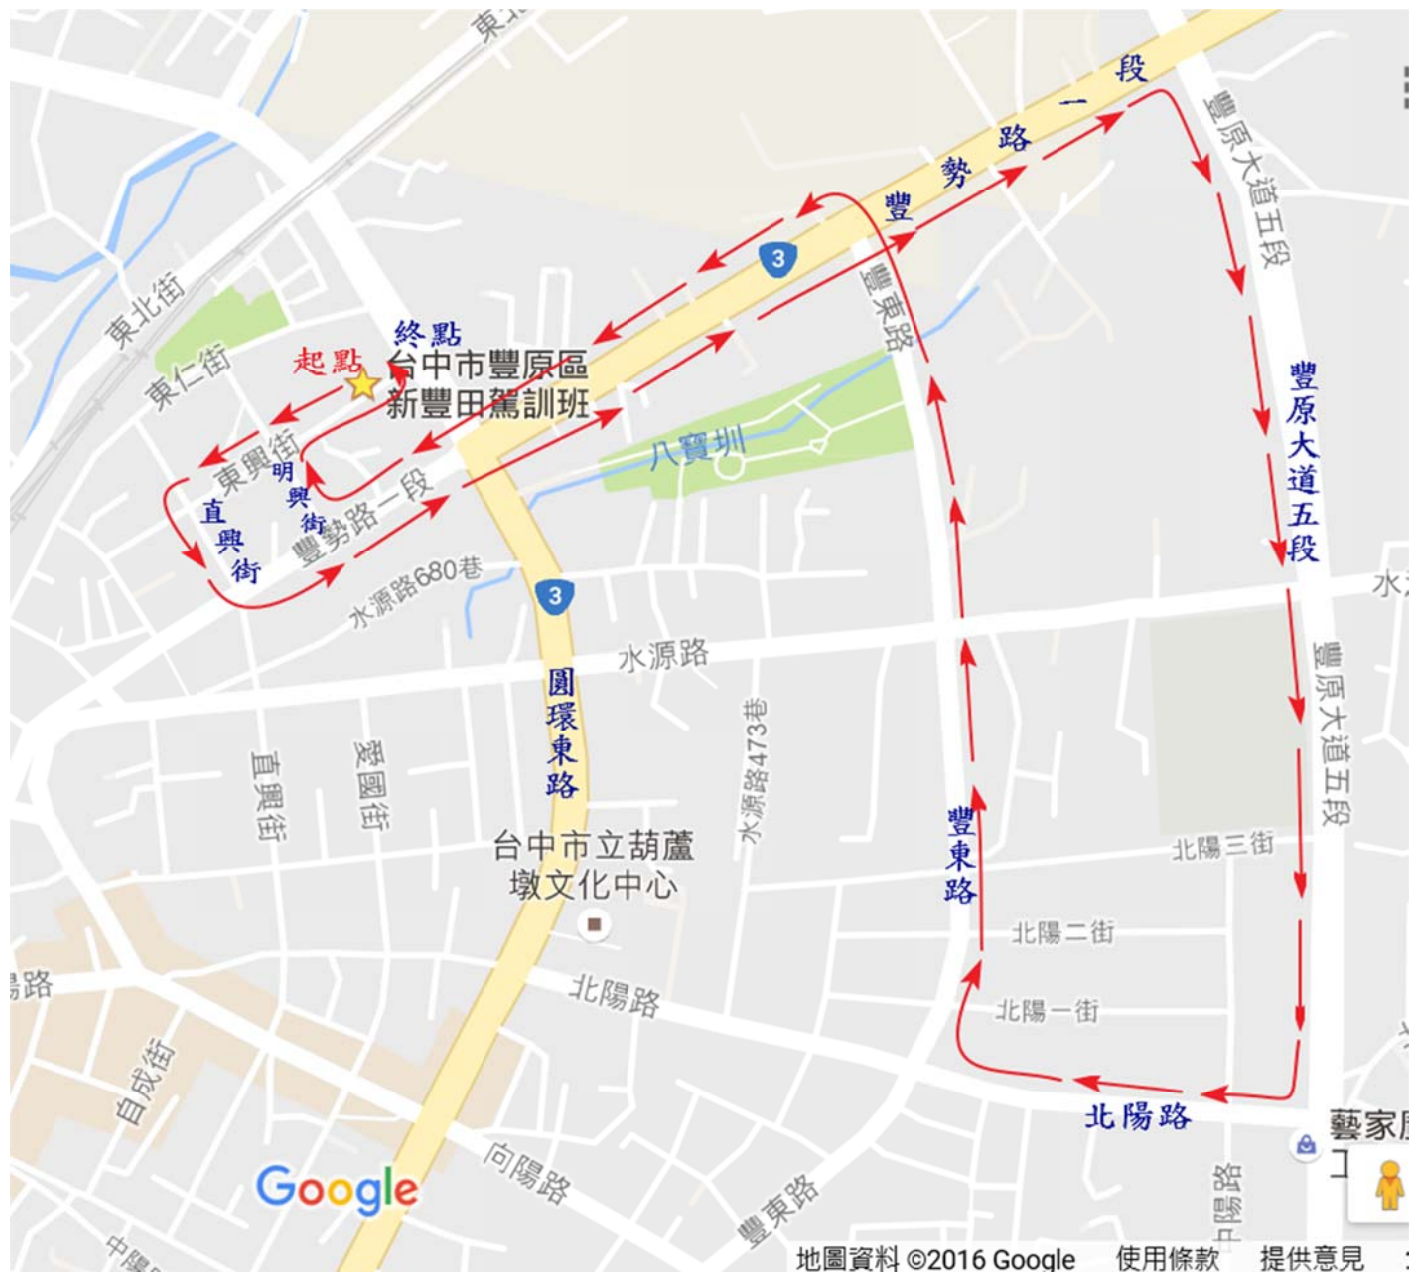 東北
豐勢路一段
豐原大道五段
豐東路
3
東北街
東仁街
終點
起點
台中市豐原區
新豐田駕訓班
東興街
明興街
直興街
豐勢路一段
八寶圳
豐原大道五段
水源路680巷
3
水源路
圓環東路
豐原大道五段
直興街
愛國街
水源路473巷
豐東路
北陽三街
台中市立葫蘆
墩文化中心
北陽二街
北陽路
北陽一街
自成街
北陽路
向陽路
豐東路
中陽路
Google
地圖資料 ©2016 Google 使用條款 提供意見